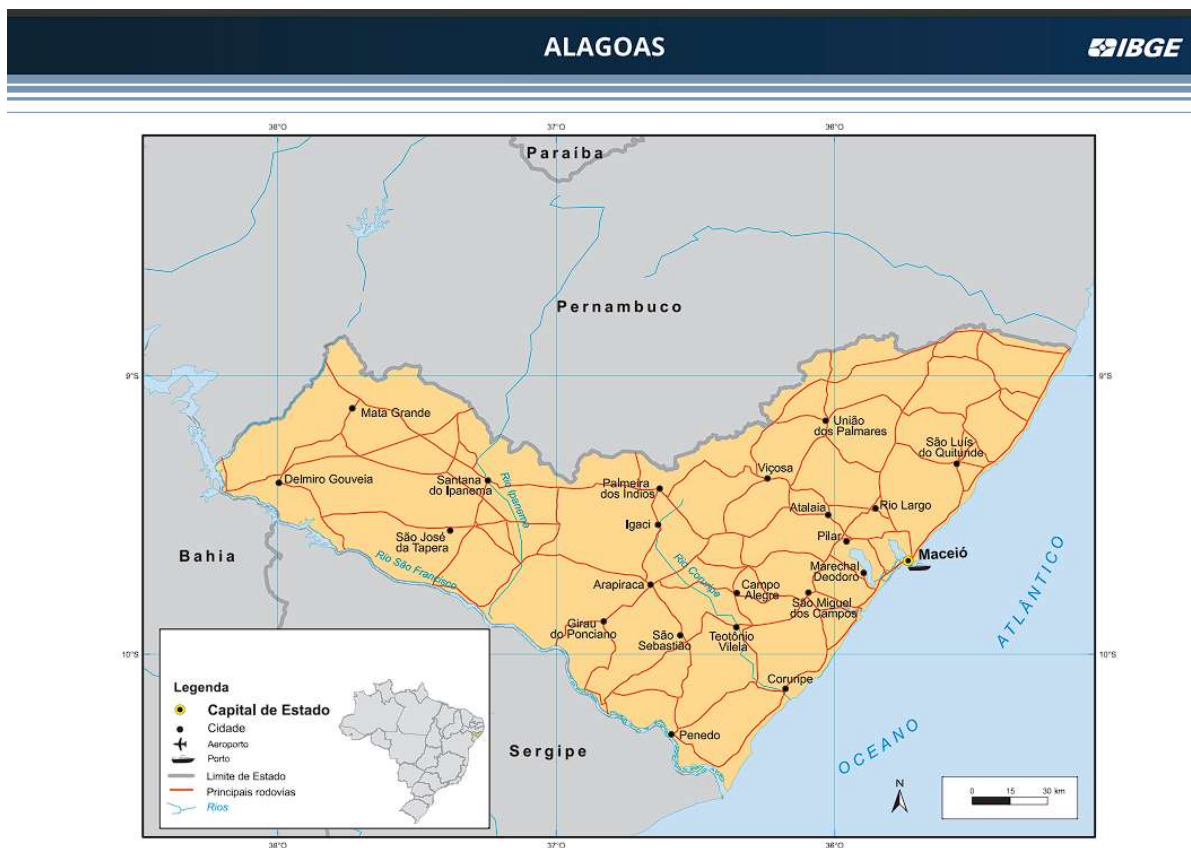 ALAGOAS
IBGE
38°O
37°O
36°O
Paraíba
Pernambuco
9°S
9°S
Mata Grande
União
dos Palmares
São Luís
do Quitunde
Viçosa
Delmiro Gouveia
Santana
do Ipanema
Palmeira
dos Índios
Rio Ipanema
Atalaia
Rio Largo
Igaci
São José
da Tapera
Pilar
Bahia
Maceió
Rio São Francisco
Rio Coruripe
Marechal
Deodoro
Arapiraca
Campo
Alegre
São Miguel
dos Campos
Girau
do Ponciano
São
Sebastião
Teotônio
Vilela
ATLÂNTICO
10°S
10°S
Coruripe
Penedo
Sergipe
OCEANO
Legenda
Capital de Estado
Cidade
Aeroporto
Porto
Limite de Estado
Principais rodovias
Rios
N
0 15 30 km
38°O
37°O
36°O